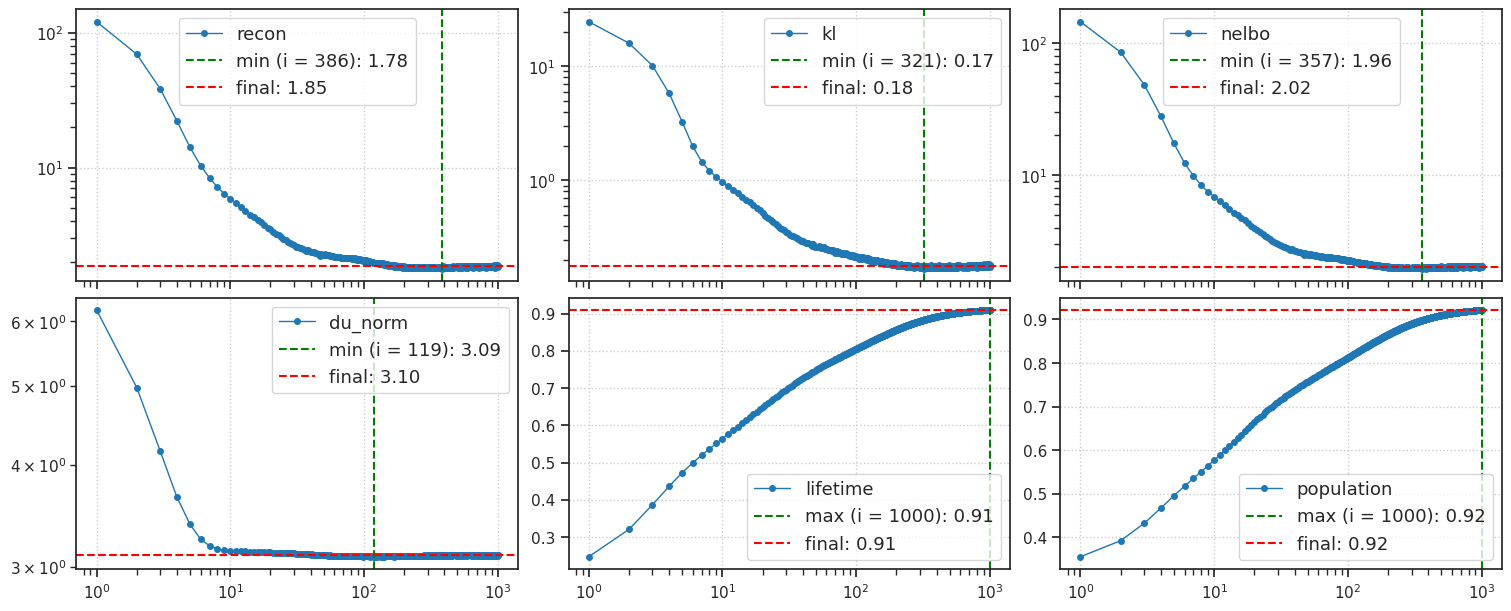 recon
min (i = 386): 1.78
final: 1.85
10²
10¹
kl
min (i = 321): 0.17
final: 0.18
10¹
10⁰
nelbo
min (i = 357): 1.96
final: 2.02
10²
10¹
du_norm
min (i = 119): 3.09
final: 3.10
6 × 10⁰
5 × 10⁰
4 × 10⁰
3 × 10⁰
10⁰ 10¹ 10² 10³
lifetime
max (i = 1000): 0.91
final: 0.91
0.9
0.8
0.7
0.6
0.5
0.4
0.3
10⁰ 10¹ 10² 10³
population
max (i = 1000): 0.92
final: 0.92
0.9
0.8
0.7
0.6
0.5
0.4
10⁰ 10¹ 10² 10³